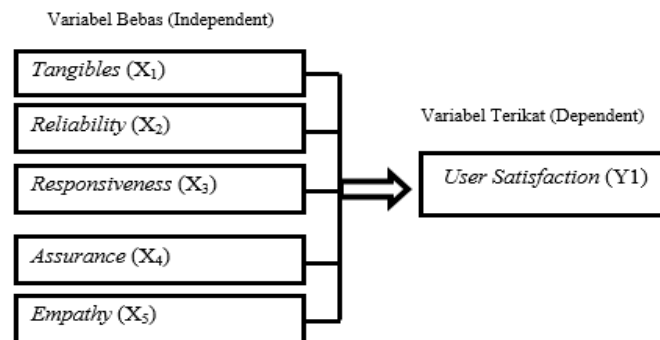 Variabel Bebas (Independent)
Tangibles (X₁)
Reliability (X₂)
Responsiveness (X₃)
Assurance (X₄)
Empathy (X₅)
Variabel Terikat (Dependent)
User Satisfaction (Y1)